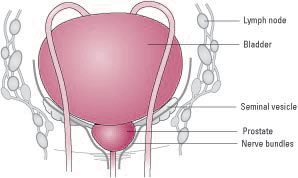 Lymph node
Bladder
Seminal vesicle
Prostate
Nerve bundles